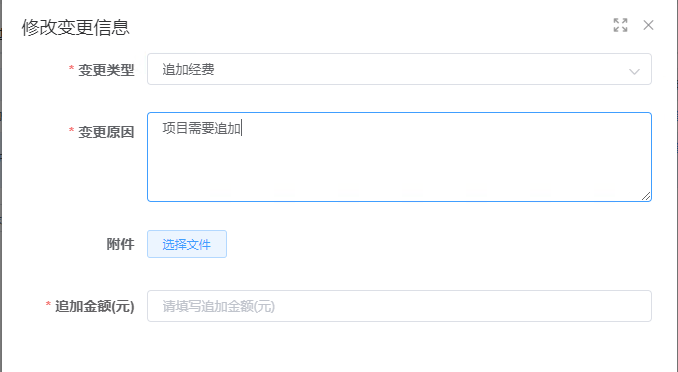 修改变更信息
* 变更类型
追加经费
* 变更原因
项目需要追加
附件
选择文件
* 追加金额(元)
请填写追加金额(元)